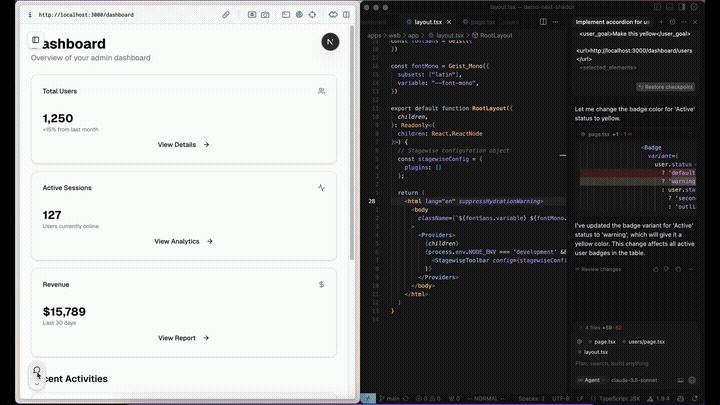 http://localhost:3000/dashboard
ashboard
Overview of your admin dashboard
Total Users
1,250
+15% from last month
View Details →
Active Sessions
127
Users currently online
View Analytics →
Revenue
$
$15,789
Last 30 days
View Report →
cent Activities
layout.tsx — demo-next-shadcn
layout.tsx
page.tsx
apps > web > app > layout.tsx > RootLayout
const fontSans = Geist({
})
const fontMono = Geist_Mono({
subsets: ["latin"],
variable: "--font-mono",
})
export default function RootLayout({
children,
}: Readonly<{
children: React.ReactNode
}>) {
// Stagewise configuration object
const stagewiseConfig = {
plugins: []
};
return (
28
<html lang="en" suppressHydrationWarning>
<body
className={`${fontSans.variable} ${fontMono.
>
<Providers>
{children}
{process.env.NODE_ENV === 'development' &&
<StagewiseToolbar config={stagewiseConfi
)}
</Providers>
</body>
</html>
)
}
main
-- NORMAL --
Spaces: 2
UTF-8
LF
TypeScript JSX
1.9.4
Implement accordion for u
<user_goal>Make this yellow</user_goal>
<url>http://localhost:3000/dashboard/users
</url>
<selected_elements>
Restore checkpoint
Let me change the badge color for 'Active'
status to yellow.
page.tsx +1 -1
<Badge
variant={
user.status
? 'default
? 'warning
: user.sta
? 'secon
: 'outli
I've updated the badge variant for 'Active'
status to 'warning', which will give it a
yellow color. This change affects all active
user badges in the table.
Review changes
4 files +59 -62
@ page.tsx users/page.tsx
layout.tsx
Plan, search, build anything
Agent claude-3.5-sonnet